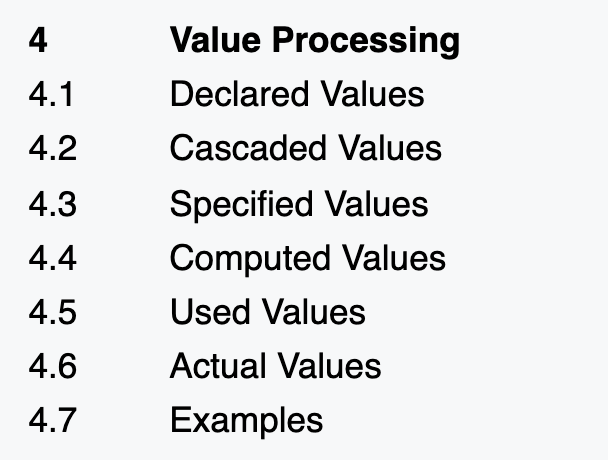 4 Value Processing
4.1 Declared Values
4.2 Cascaded Values
4.3 Specified Values
4.4 Computed Values
4.5 Used Values
4.6 Actual Values
4.7 Examples